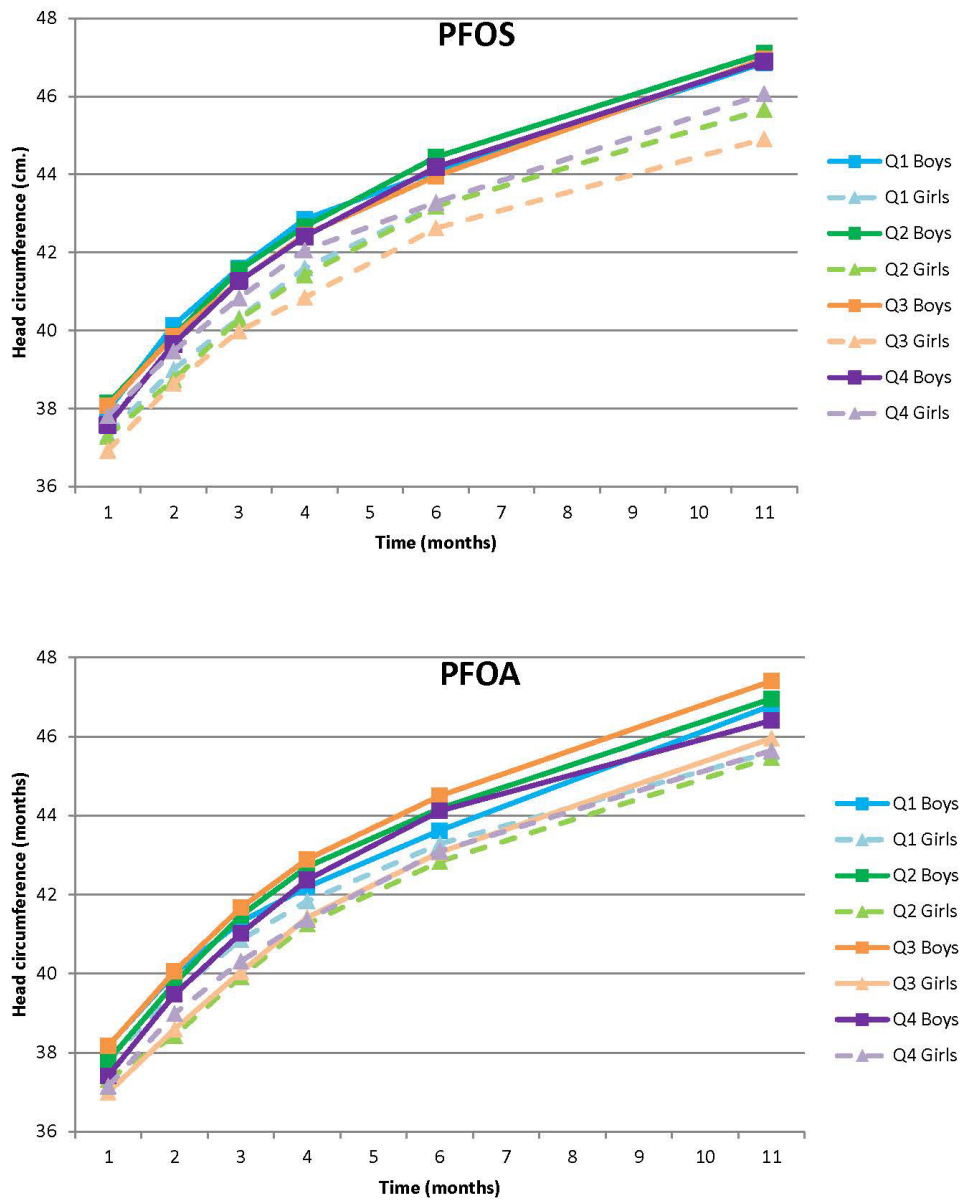 PFOS
48
46
44
42
40
38
36
Head circumference (cm.)
1 2 3 4 5 6 7 8 8 9 10 11
Time (months)
Q1 Boys
Q1 Girls
Q2 Boys
Q2 Girls
Q3 Boys
Q3 Girls
Q4 Boys
Q4 Girls
PFOA
48
46
44
42
40
38
36
Head circumference (months)
1 2 3 4 5 6 7 8 8 9 10 11
Time (months)
Q1 Boys
Q1 Girls
Q2 Boys
Q2 Girls
Q3 Boys
Q3 Girls
Q4 Boys
Q4 Girls